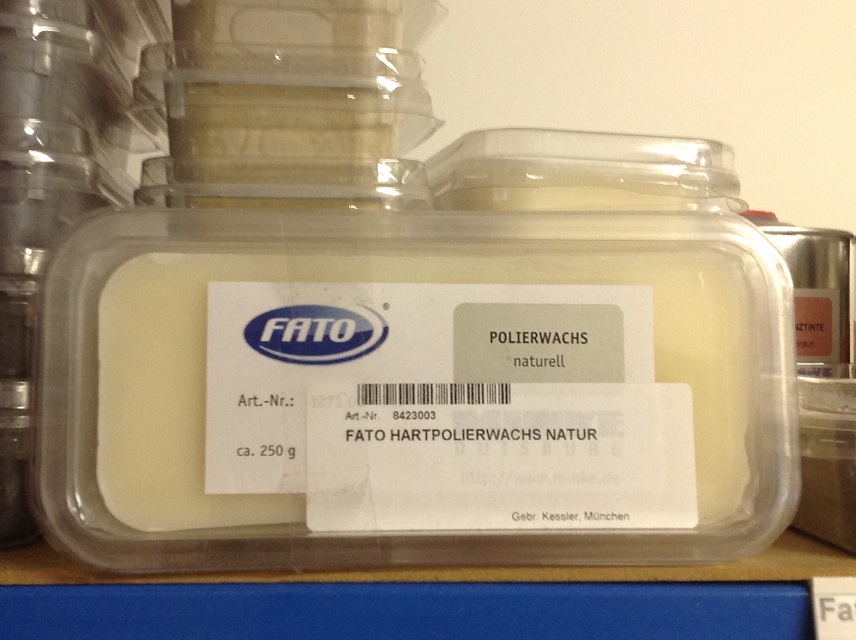 FATO®
POLIERWACHS
naturell
Art.-Nr.:
ca. 250 g
Art.-Nr. 8423003
FATO HARTPOLIERWACHS NATUR
DUISBURG
http://www.minke.de
Gebr. Kessler, München
Fa